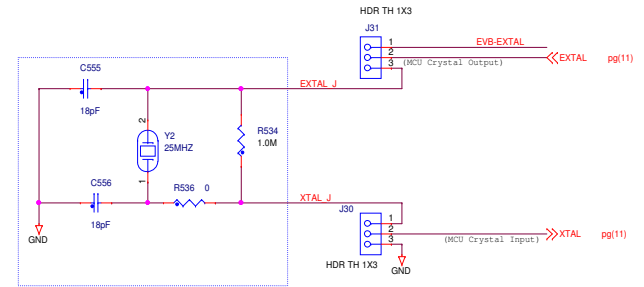 HDR TH 1X3
J31
1
EVB-EXTAL
2
EXTAL
pg(11)
3
(MCU Crystal Output)
C555
EXTAL_J
18pF
2
Y2
25MHZ
R534
1.0M
1
C556
R536
0
XTAL_J
J30
18pF
1
2
XTAL
pg(11)
3
(MCU Crystal Input)
GND
HDR TH 1X3
GND